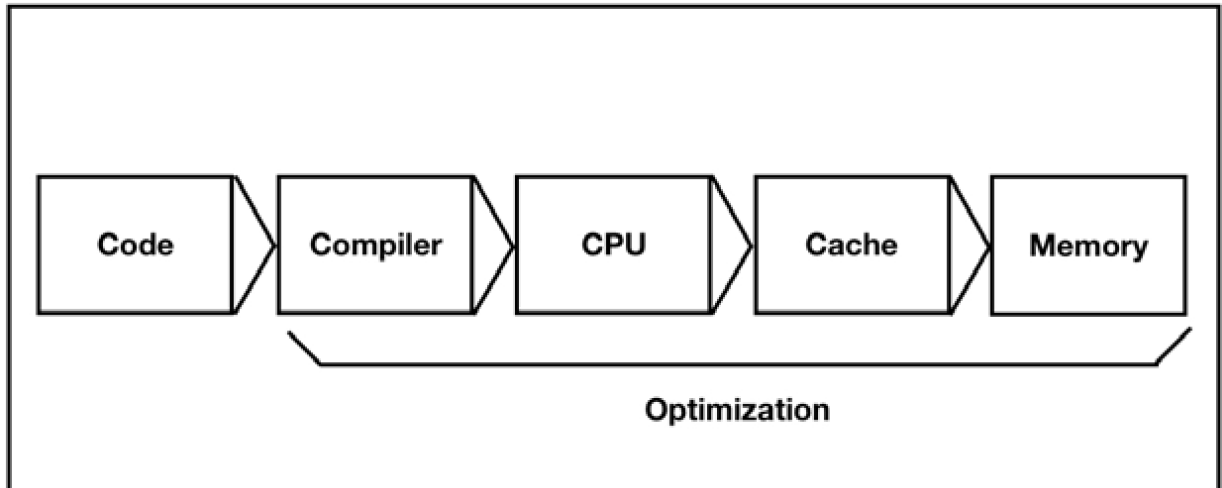 Code
Compiler
CPU
Cache
Memory
Optimization